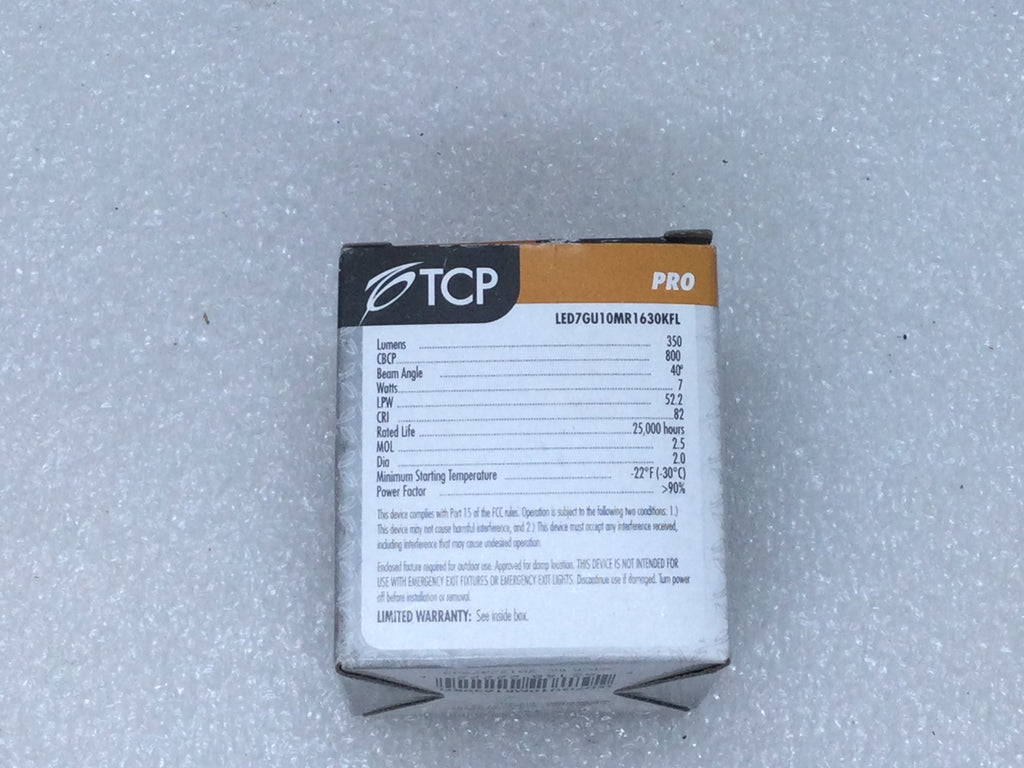 TCP
PRO
LED7GU10MR1630KFL
Lumens 350
CBCP 800
Beam Angle 40°
Watts 7
LPW 52.2
CRI 82
Rated Life 25,000 hours
MOL 2.5
Dia 2.0
Minimum Starting Temperature -22°F (-30°C)
Power Factor >90%
This device complies with Part 15 of the FCC rules. Operation is subject to the following two conditions: 1.)
This device may not cause harmful interference, and 2.) This device must accept any interference received,
including interference that may cause undesired operation.
Enclosed fixture required for outdoor use. Approved for damp location. THIS DEVICE IS NOT INTENDED FOR
USE WITH EMERGENCY EXIT FIXTURES OR EMERGENCY EXIT LIGHTS. Discontinue use if damaged. Turn power
off before installation or removal.
LIMITED WARRANTY: See inside box.